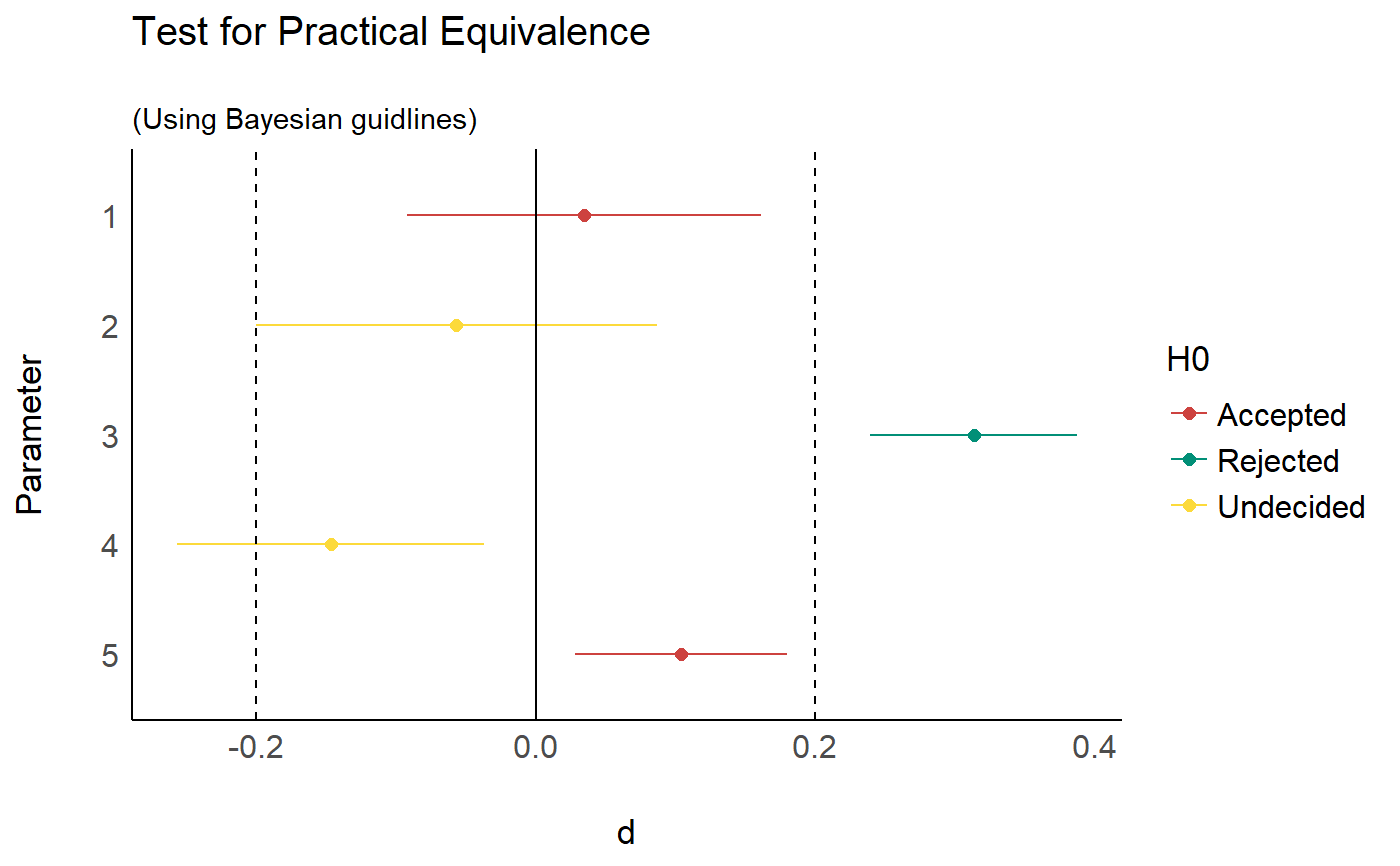 Test for Practical Equivalence
(Using Bayesian guidlines)
Parameter
1
2
3
4
5
-0.2
0.0
0.2
0.4
d
H0
Accepted
Rejected
Undecided